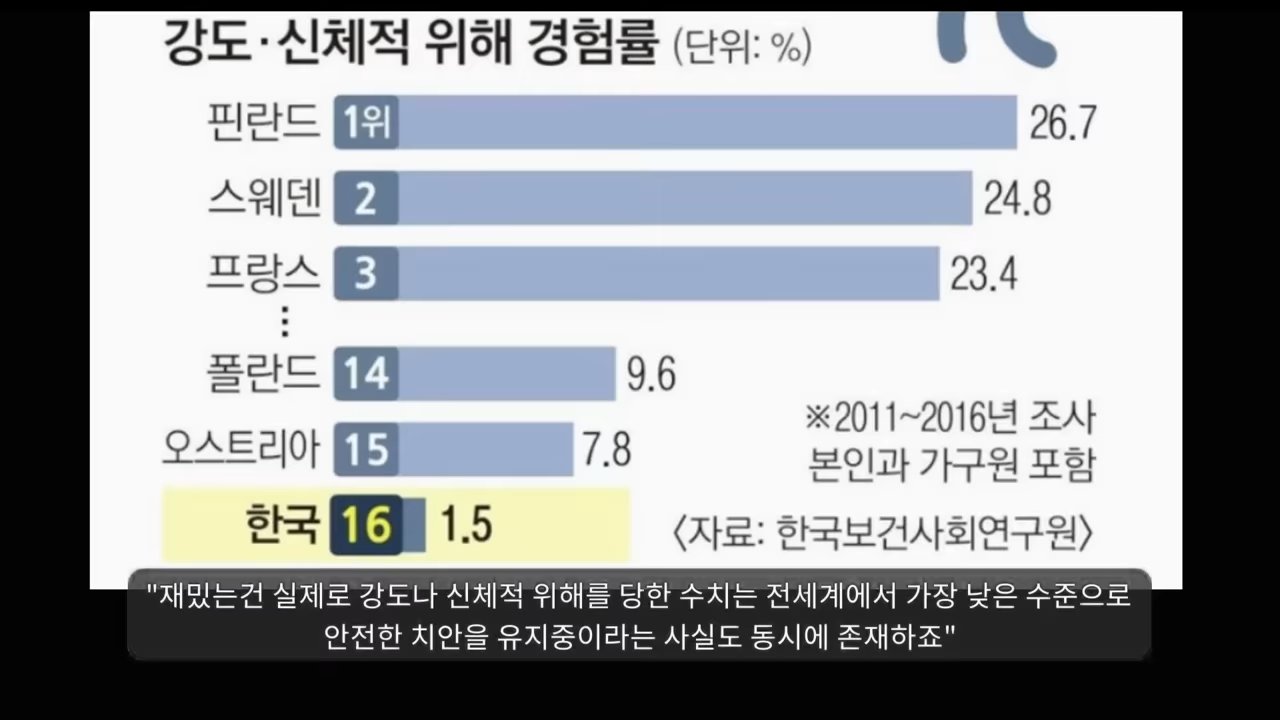 강도·신체적 위해 경험률 (단위: %)
핀란드 1위 26.7
스웨덴 2 24.8
프랑스 3 23.4
⋮
폴란드 14 9.6
오스트리아 15 7.8
한국 16 1.5
※2011~2016년 조사
본인과 가구원 포함
〈자료: 한국보건사회연구원〉
"재밌는건 실제로 강도나 신체적 위해를 당한 수치는 전세계에서 가장 낮은 수준으로
안전한 치안을 유지중이라는 사실도 동시에 존재하죠"